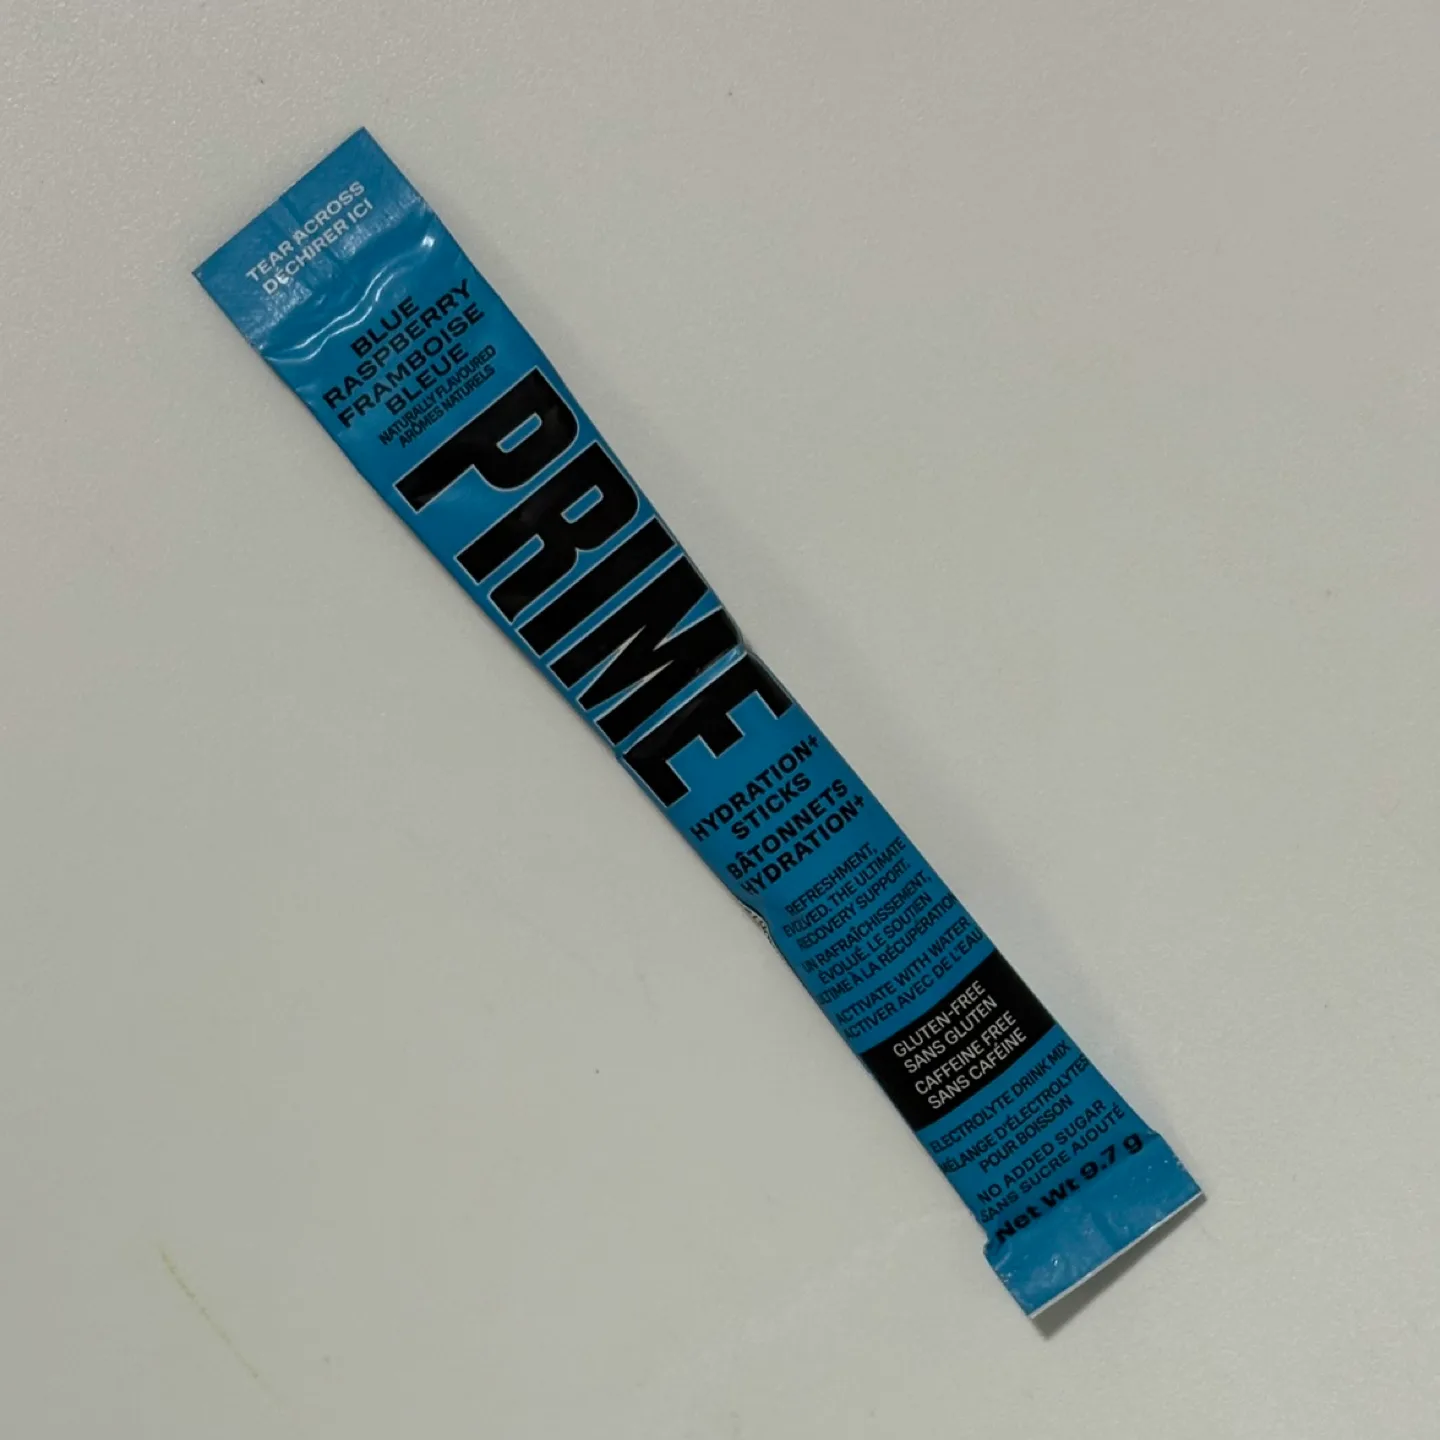 TEAR ACROSS
DÉCHIRER ICI
BLUE
RASPBERRY
FRAMBOISE
BLEUE
NATURALLY FLAVOURED
ARÔMES NATURELS
PRIME
HYDRATION+
STICKS
BÂTONNETS
HYDRATION+
REFRESHMENT,
EVOLVED. THE ULTIMATE
RECOVERY SUPPORT.
UN RAFRAÎCHISSEMENT,
ÉVOLUÉ. LE SOUTIEN
ULTIME À LA RÉCUPÉRATION
ACTIVATE WITH WATER
ACTIVER AVEC DE L'EAU
GLUTEN-FREE
SANS GLUTEN
CAFFEINE FREE
SANS CAFÉINE
ELECTROLYTE DRINK MIX
MÉLANGE D'ÉLECTROLYTES
POUR BOISSON
NO ADDED SUGAR
SANS SUCRE AJOUTÉ
Net Wt 9.7 g